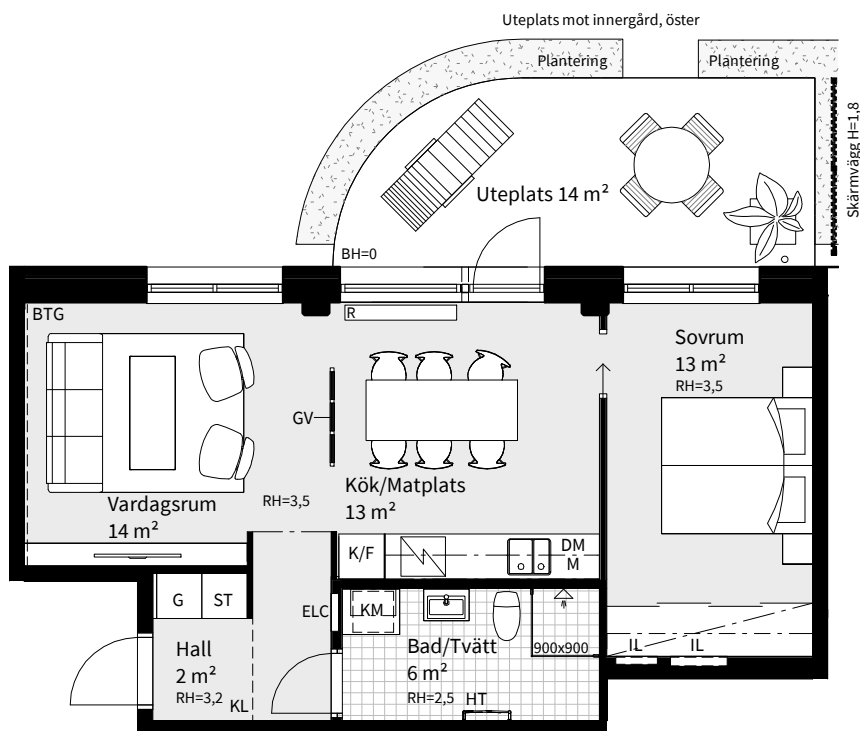 Uteplats mot innergård, öster
Plantering
Plantering
Skärmvägg H=1,8
Uteplats 14 m²
BH=0
BTG
R
Sovrum
13 m²
RH=3,5
GV
Kök/Matplats
13 m²
Vardagsrum
14 m²
RH=3,5
K/F
DM
M
G
ST
ELC
KM
Hall
2 m²
RH=3,2
KL
Bad/Tvätt
6 m²
RH=2,5
HT
900x900
IL
IL